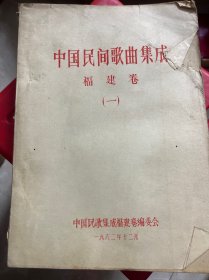 中国民间歌曲集成
福建卷
（一）
中国民歌集成福建卷编委会
一九六二年十二月